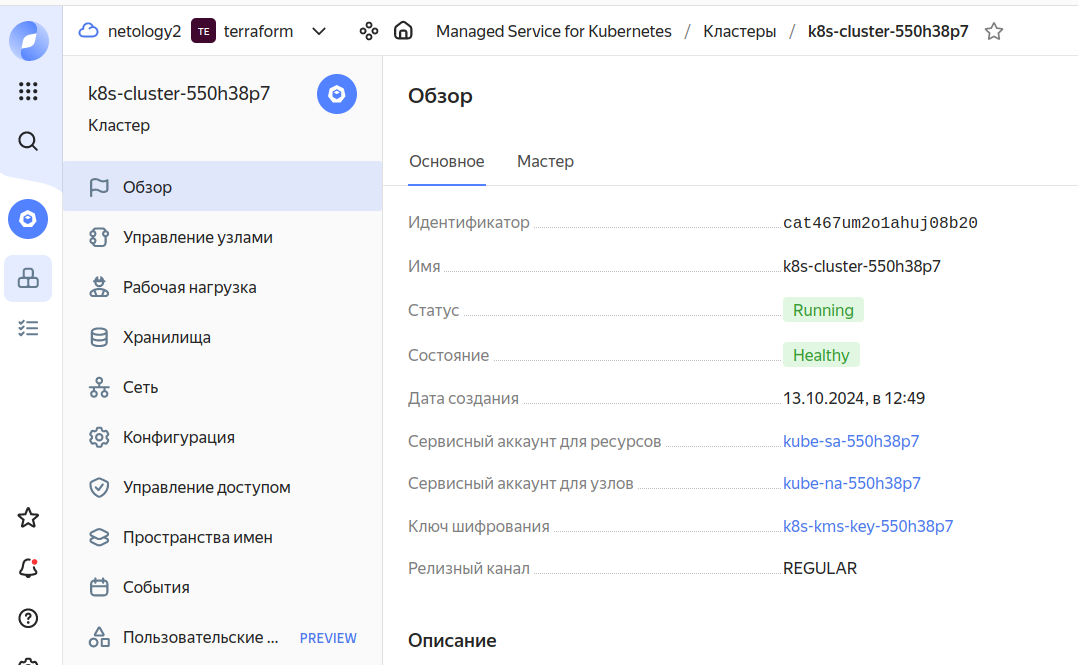 netology2 TE terraform Managed Service for Kubernetes / Кластеры / k8s-cluster-550h38p7
k8s-cluster-550h38p7
Кластер
Обзор
Управление узлами
Рабочая нагрузка
Хранилища
Сеть
Конфигурация
Управление доступом
Пространства имен
События
Пользовательские ... PREVIEW
Обзор
Основное Мастер
Идентификатор cat467um2o1ahuj08b20
Имя k8s-cluster-550h38p7
Статус Running
Состояние Healthy
Дата создания 13.10.2024, в 12:49
Сервисный аккаунт для ресурсов kube-sa-550h38p7
Сервисный аккаунт для узлов kube-na-550h38p7
Ключ шифрования k8s-kms-key-550h38p7
Релизный канал REGULAR
Описание